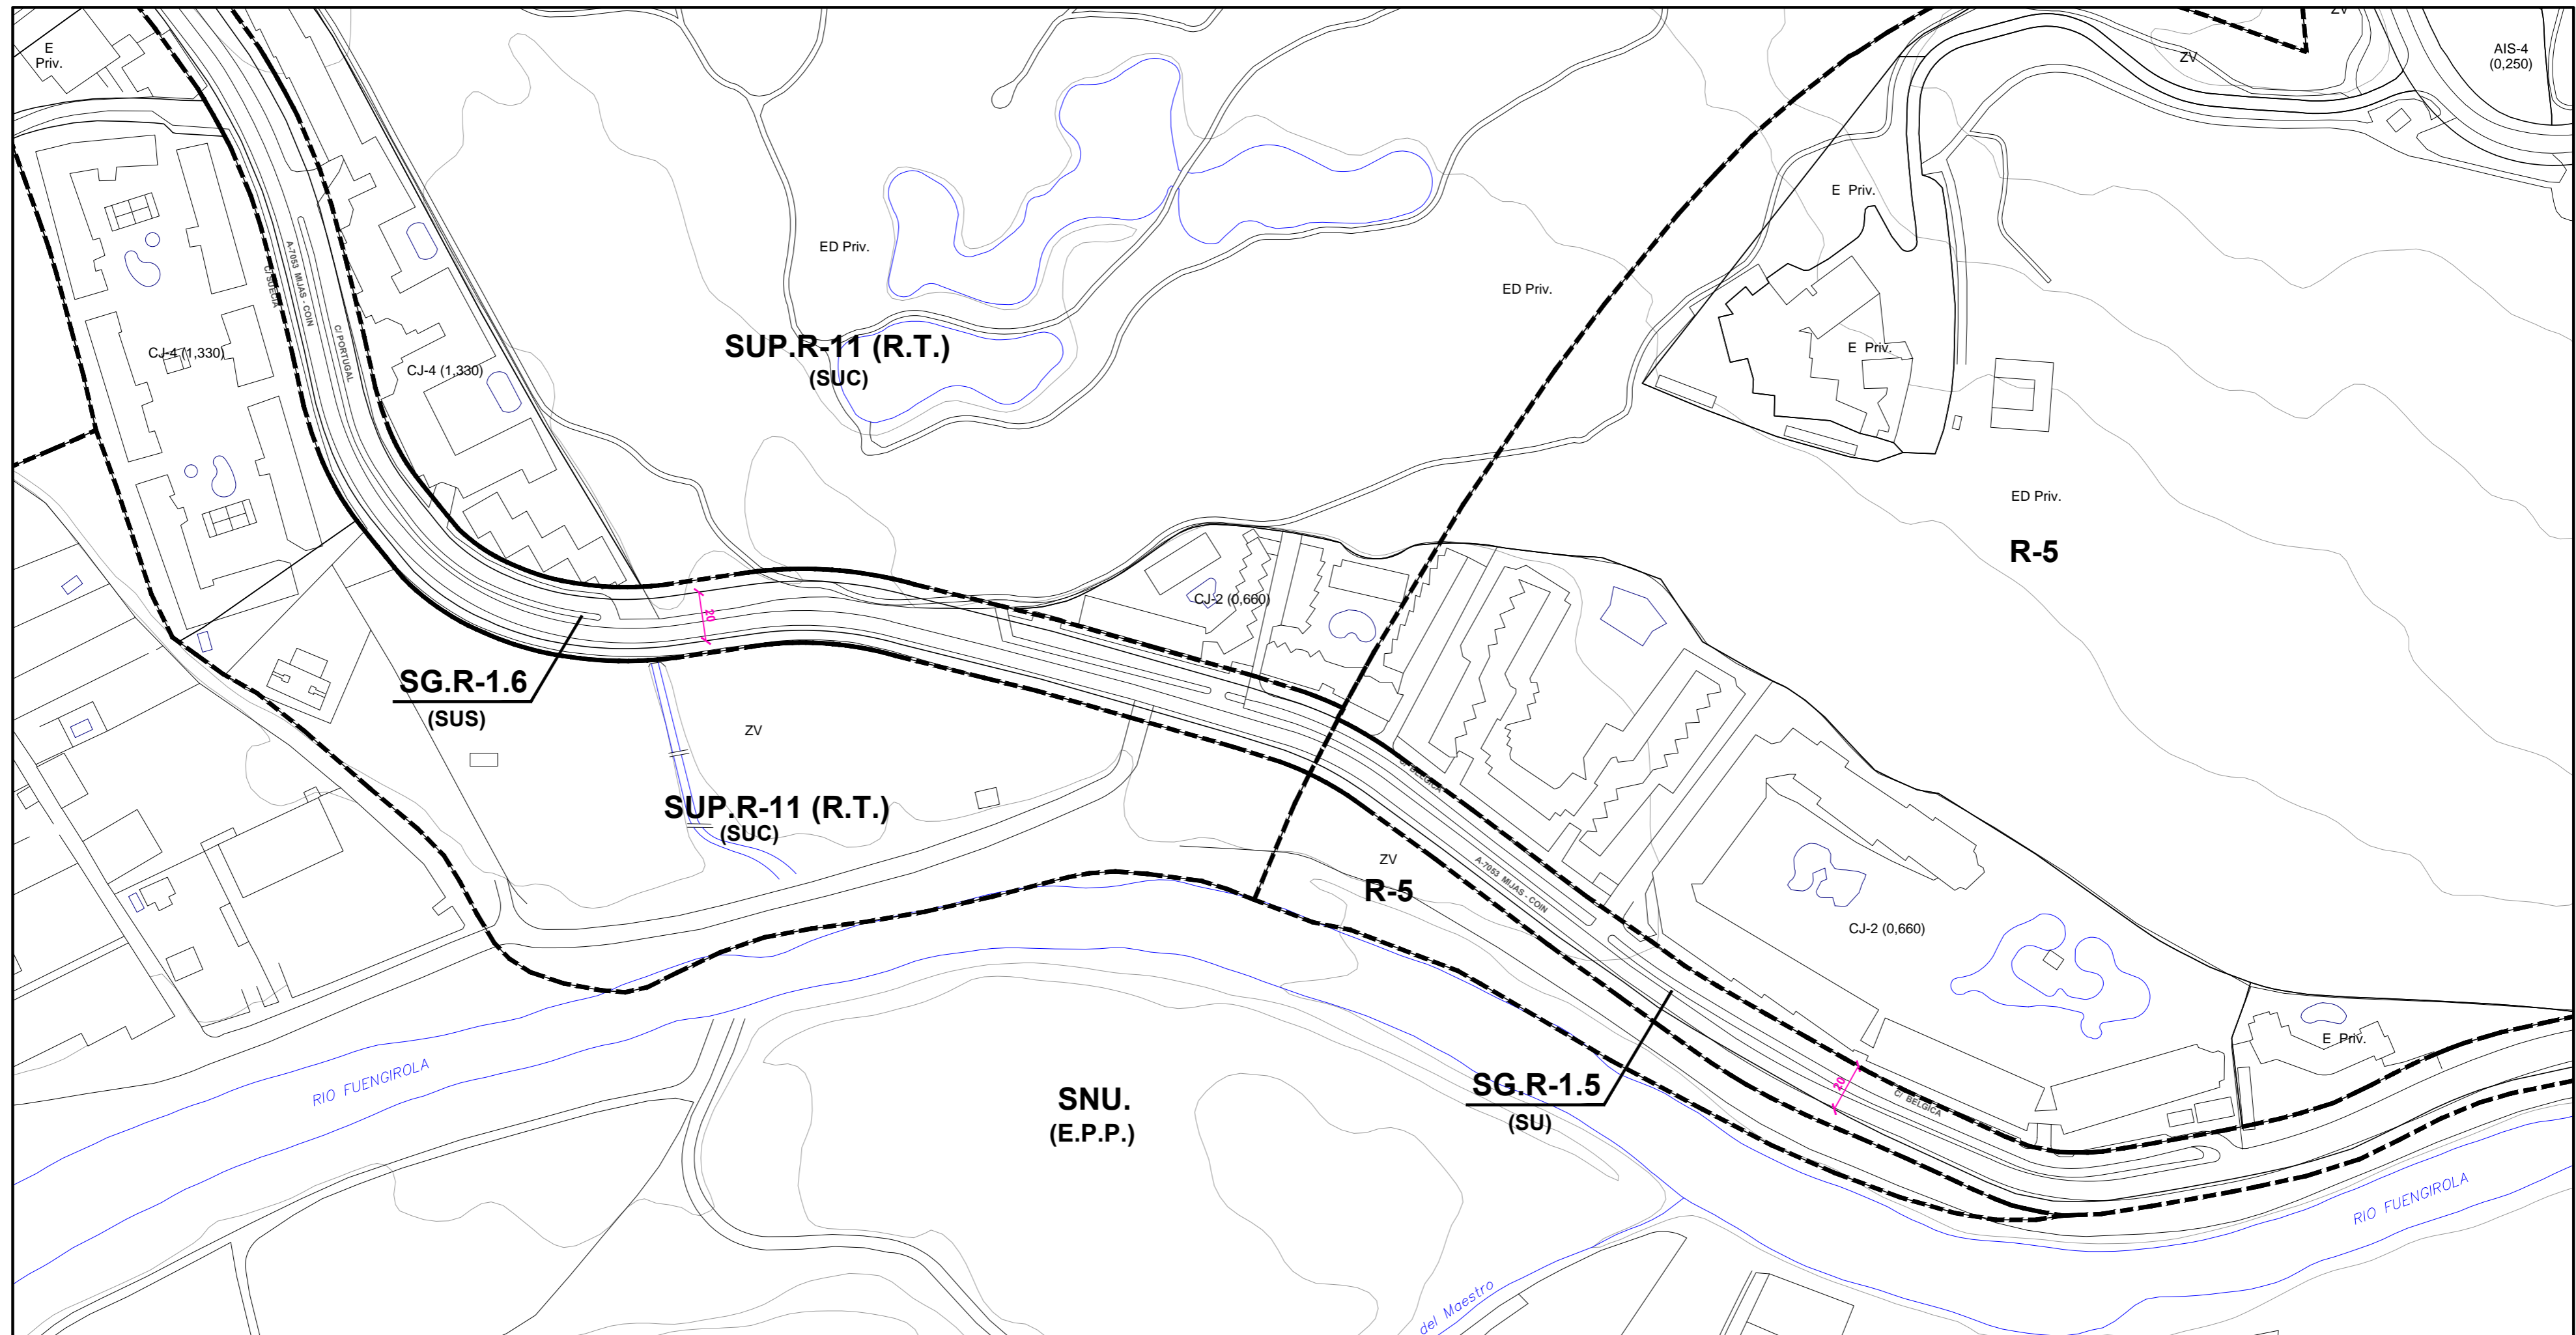 E
Priv.
ZV
ZV
AIS-4
(0,250)
E Priv.
ED Priv.
ED Priv.
A-7053 MIJAS - COIN
C/ SUECIA
C/ PORTUGAL
CJ-4 (1,330)
CJ-4 (1,330)
SUP.R-11 (R.T.)
(SUC)
E Priv.
ED Priv.
R-5
CJ-2 (0,660)
20
SG.R-1.6
(SUS)
ZV
C/ BELGICA
SUP.R-11 (R.T.)
(SUC)
ZV
R-5
A-7053 MIJAS - COIN
CJ-2 (0,660)
E Priv.
RIO FUENGIROLA
SNU.
(E.P.P.)
SG.R-1.5
(SU)
20
C/ BELGICA
RIO FUENGIROLA
del Maestro